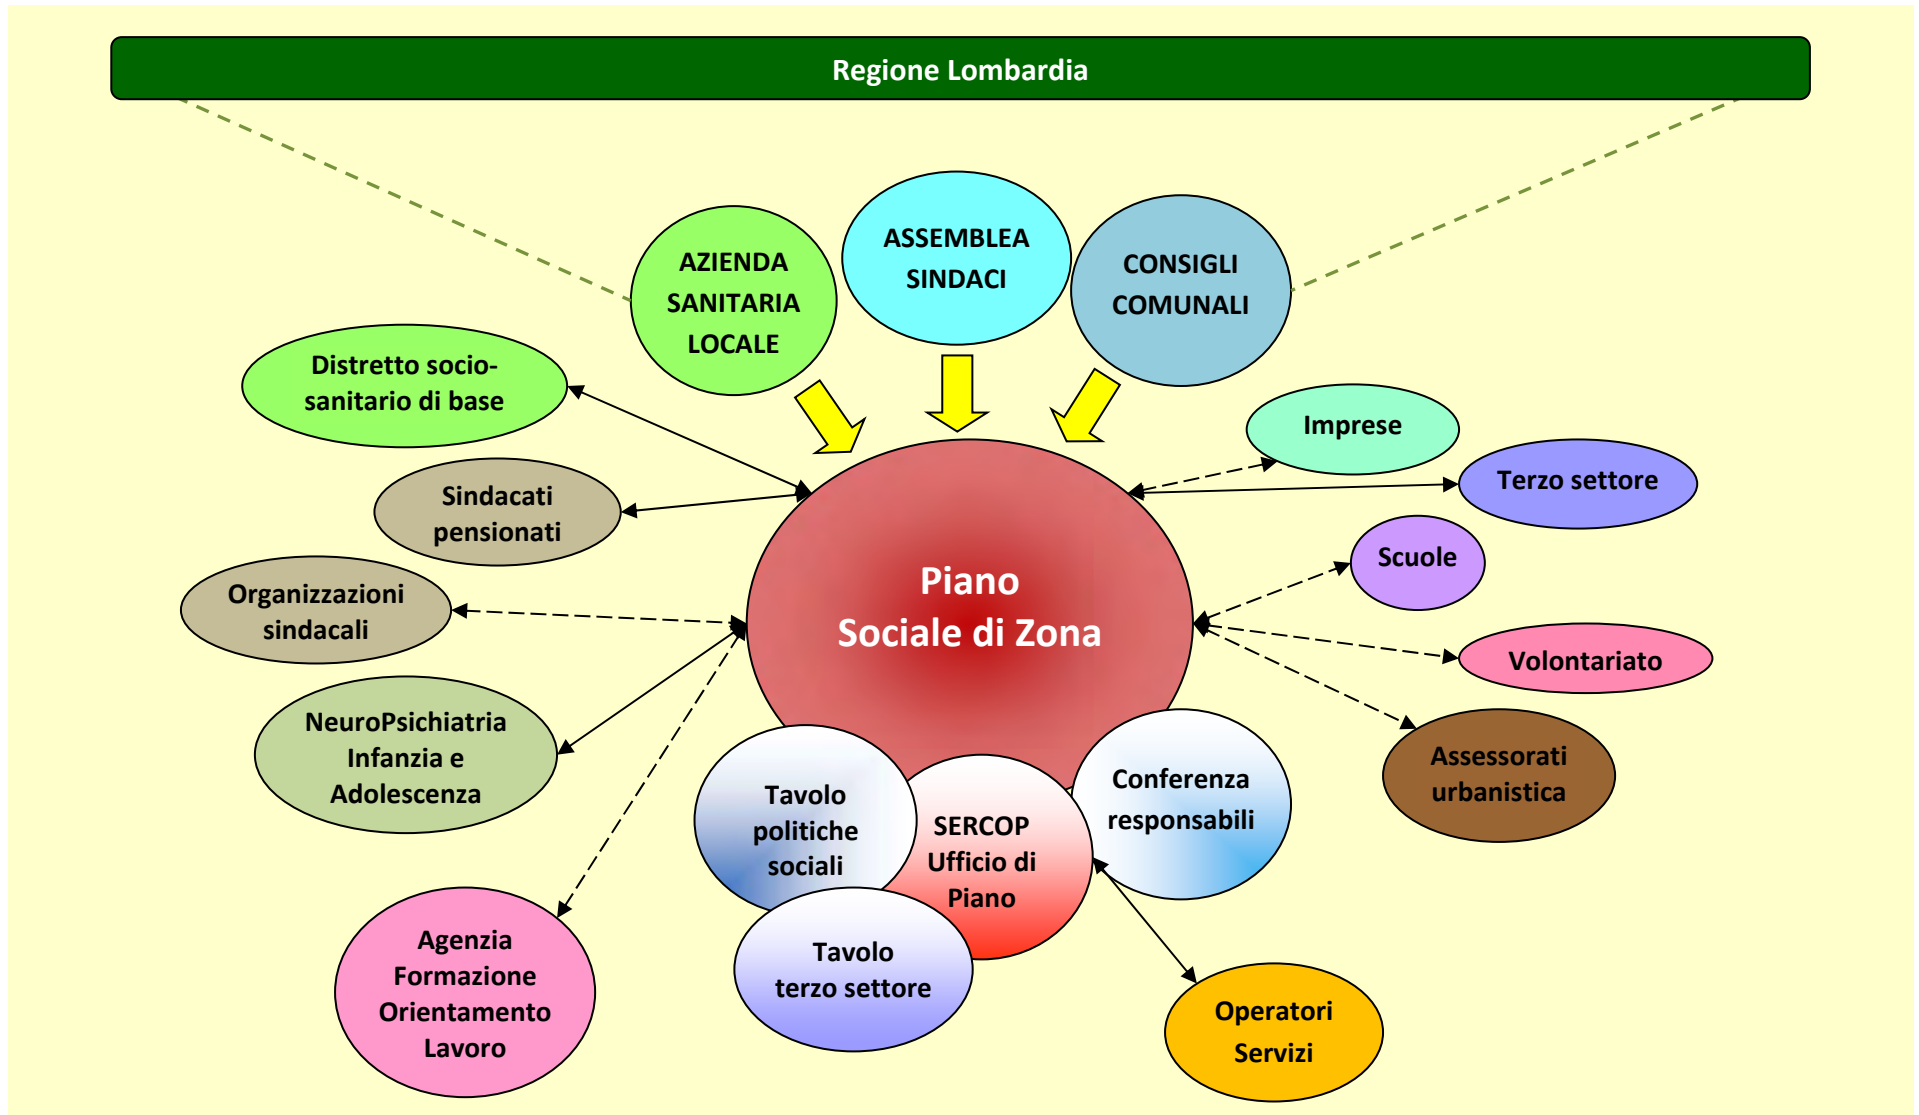 Regione Lombardia
AZIENDA
SANITARIA
LOCALE
ASSEMBLEA
SINDACI
CONSIGLI
COMUNALI
Distretto socio-
sanitario di base
Sindacati
pensionati
Organizzazioni
sindacali
NeuroPsichiatria
Infanzia e
Adolescenza
Agenzia
Formazione
Orientamento
Lavoro
Piano
Sociale di Zona
Imprese
Terzo settore
Scuole
Volontariato
Assessorati
urbanistica
Tavolo
politiche
sociali
SERCOP
Ufficio di
Piano
Conferenza
responsabili
Tavolo
terzo settore
Operatori
Servizi